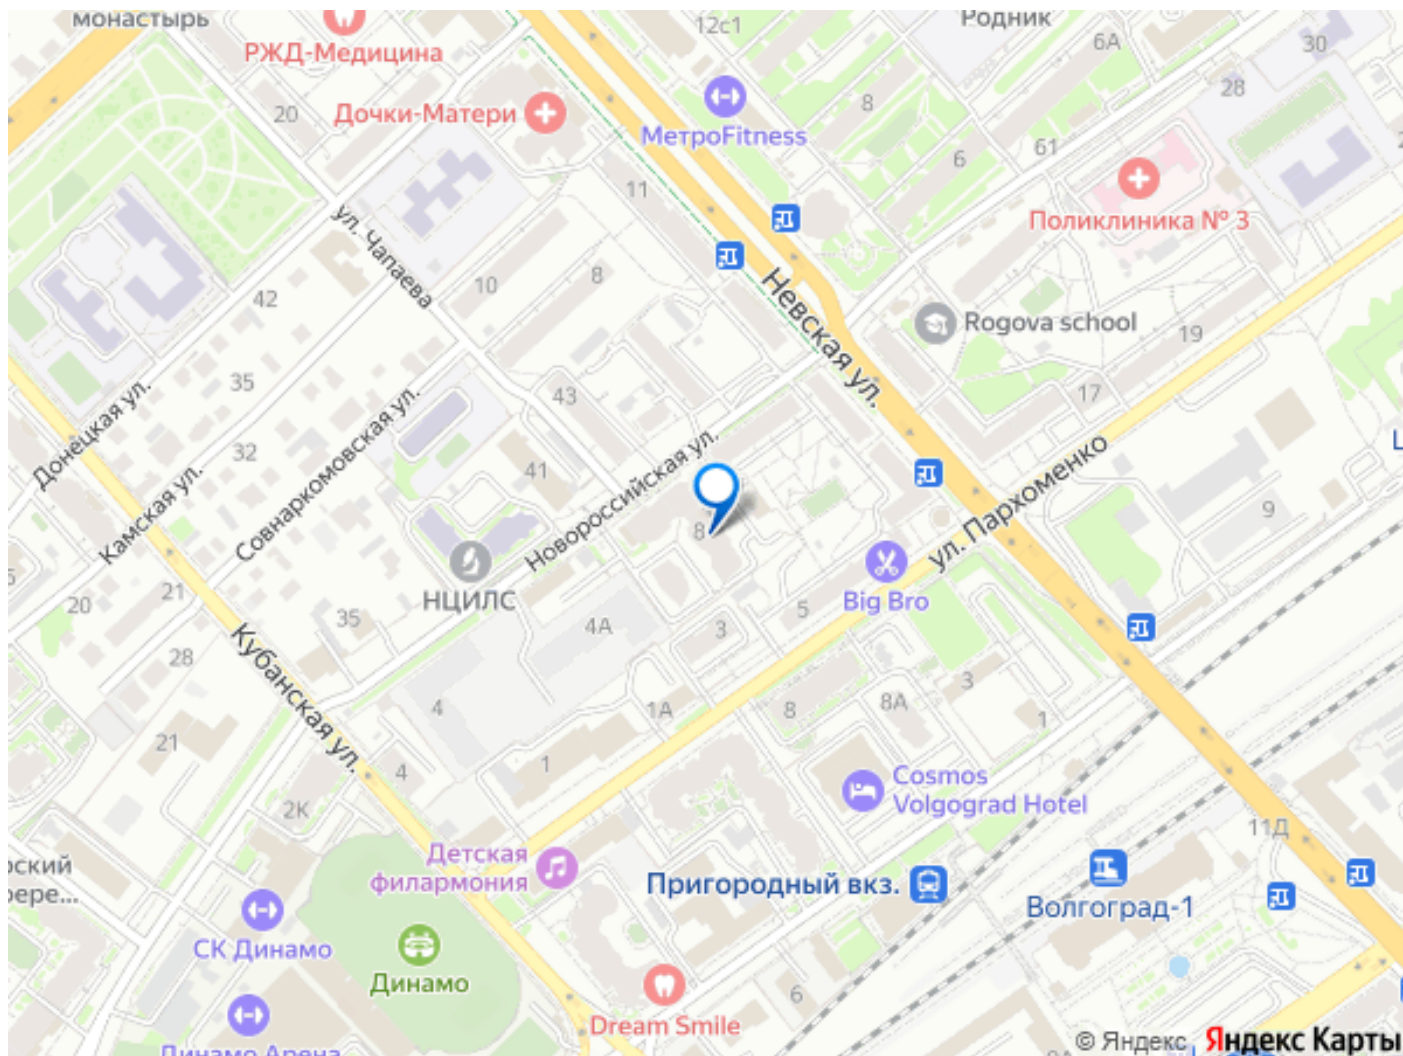 монастырь
РЖД-Медицина
12с1
Родник
6А
30
20
Дочки-Матери
МетроFitness
8
28
6
61
11
Поликлиника № 3
ул. Чапаева
42
10
8
Невская ул.
Rogova school
19
35
43
17
Донецкая ул.
32
Совнаркомовская ул.
41
Новороссийская ул.
ул. Пархоменко
Камская ул.
8
9
НЦИЛС
Big Bro
20
21
35
4А
3
5
28
Кубанская ул.
21
4
1А
8
8А
3
1
4
1
2К
Cosmos
Volgograd Hotel
11Д
Детская
филармония
Пригородный вкз.
Волгоград-1
СК Динамо
Динамо
6
Dream Smile
Динамо Арена
© Яндекс Яндекс Карты